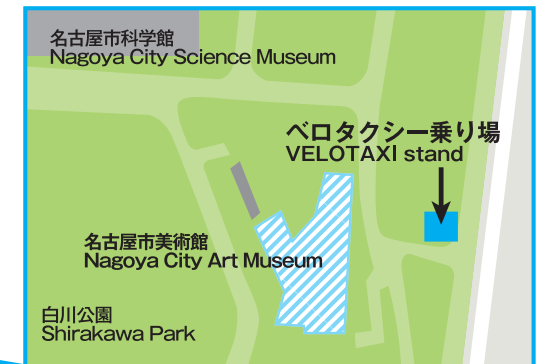 名古屋市科学館
Nagoya City Science Museum
ベロタクシー乗り場
VELOTAXI stand
名古屋市美術館
Nagoya City Art Museum
白川公園
Shirakawa Park